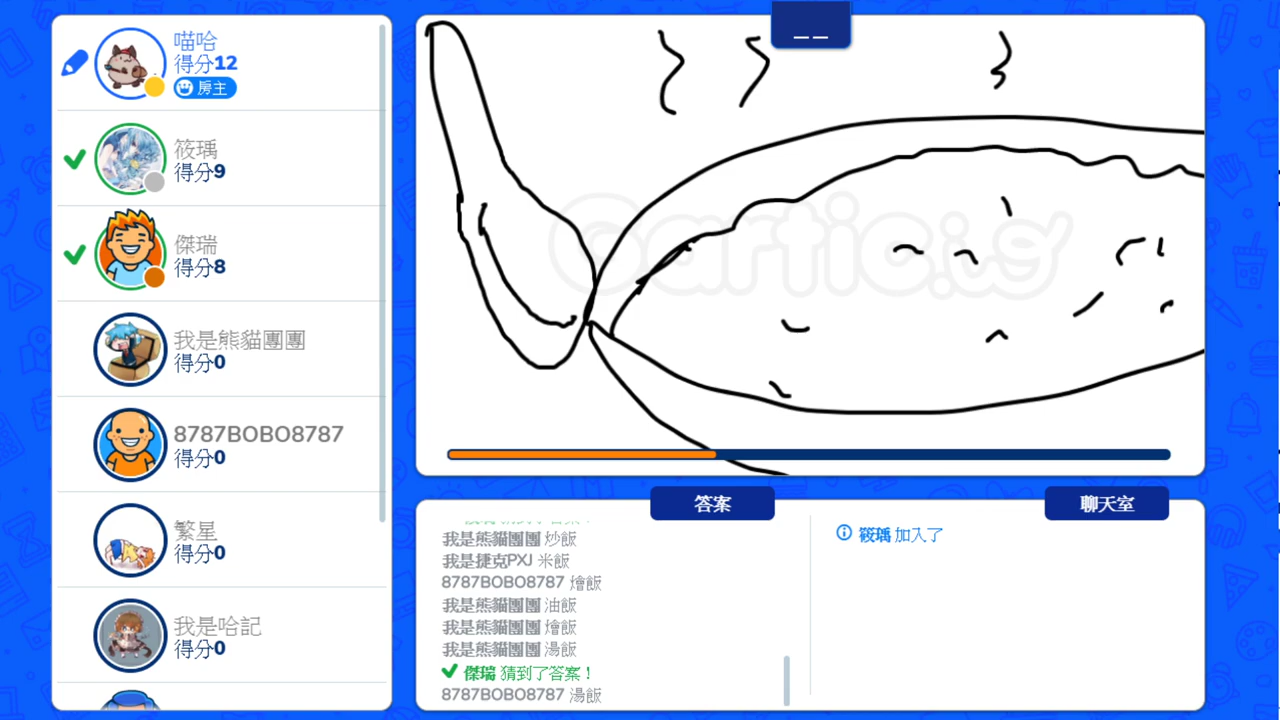 喵哈
得分12
房主
筱瑀
得分9
傑瑞
得分8
我是熊貓團團
得分0
8787BOBO8787
得分0
繁星
得分0
我是哈記
得分0
_ _
Gartic.io
答案
我是熊貓團團 炒飯
我是捷克PXJ 米飯
8787BOBO8787 燴飯
我是熊貓團團 油飯
我是熊貓團團 燴飯
我是熊貓團團 湯飯
傑瑞 猜到了答案！
8787BOBO8787 湯飯
聊天室
筱瑀 加入了